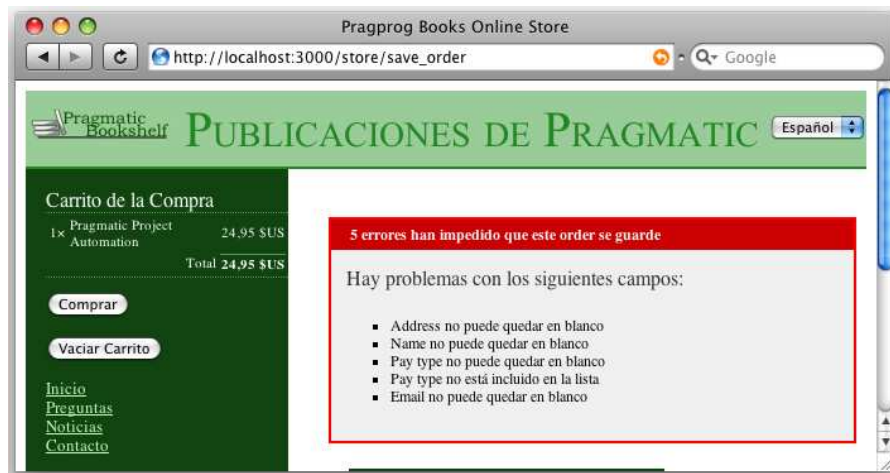 Pragprog Books Online Store
http://localhost:3000/store/save_order
Google
Pragmatic
Bookshelf
PUBLICACIONES DE PRAGMATIC
Español
Carrito de la Compra
1× Pragmatic Project Automation 24,95 $US
Total 24,95 $US
Comprar
Vaciar Carrito
Inicio
Preguntas
Noticias
Contacto
5 errores han impedido que este order se guarde
Hay problemas con los siguientes campos:
Address no puede quedar en blanco
Name no puede quedar en blanco
Pay type no puede quedar en blanco
Pay type no está incluido en la lista
Email no puede quedar en blanco